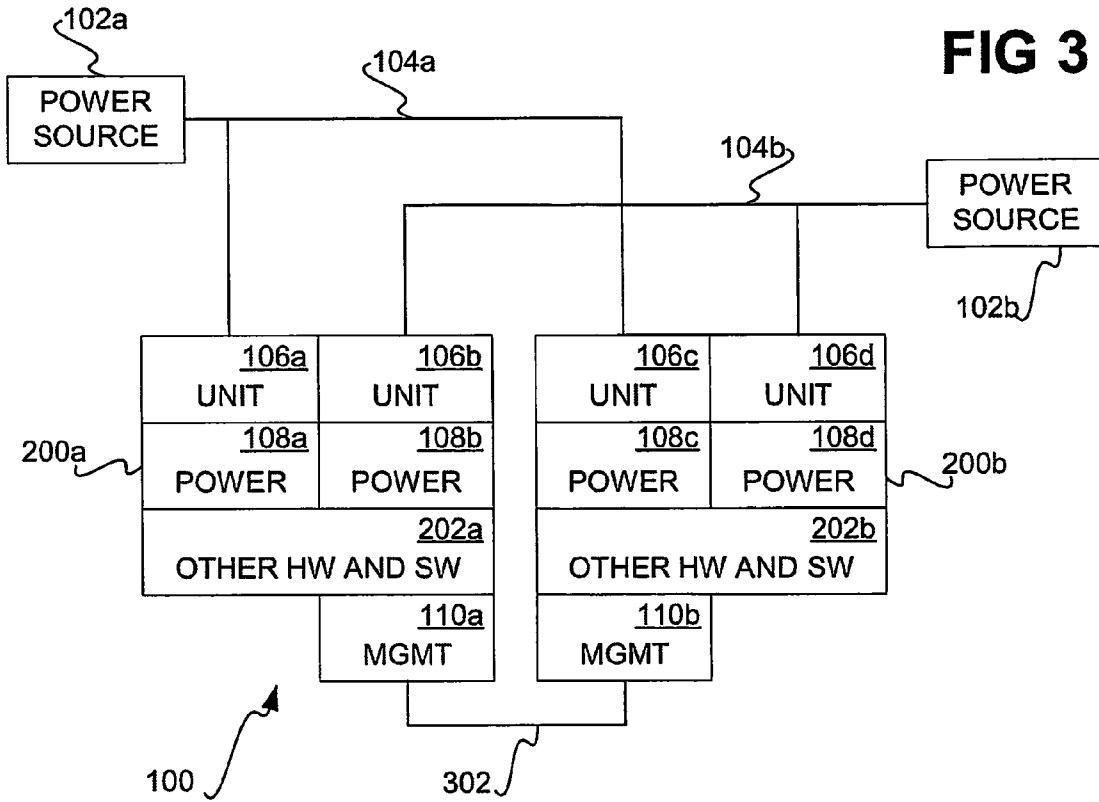 102a
FIG 3
104a
POWER
SOURCE
104b
POWER
SOURCE
102b
106a
UNIT
106b
UNIT
106c
UNIT
106d
UNIT
200a
108a
POWER
108b
POWER
108c
POWER
108d
POWER
200b
202a
OTHER HW AND SW
202b
OTHER HW AND SW
110a
MGMT
110b
MGMT
100
302